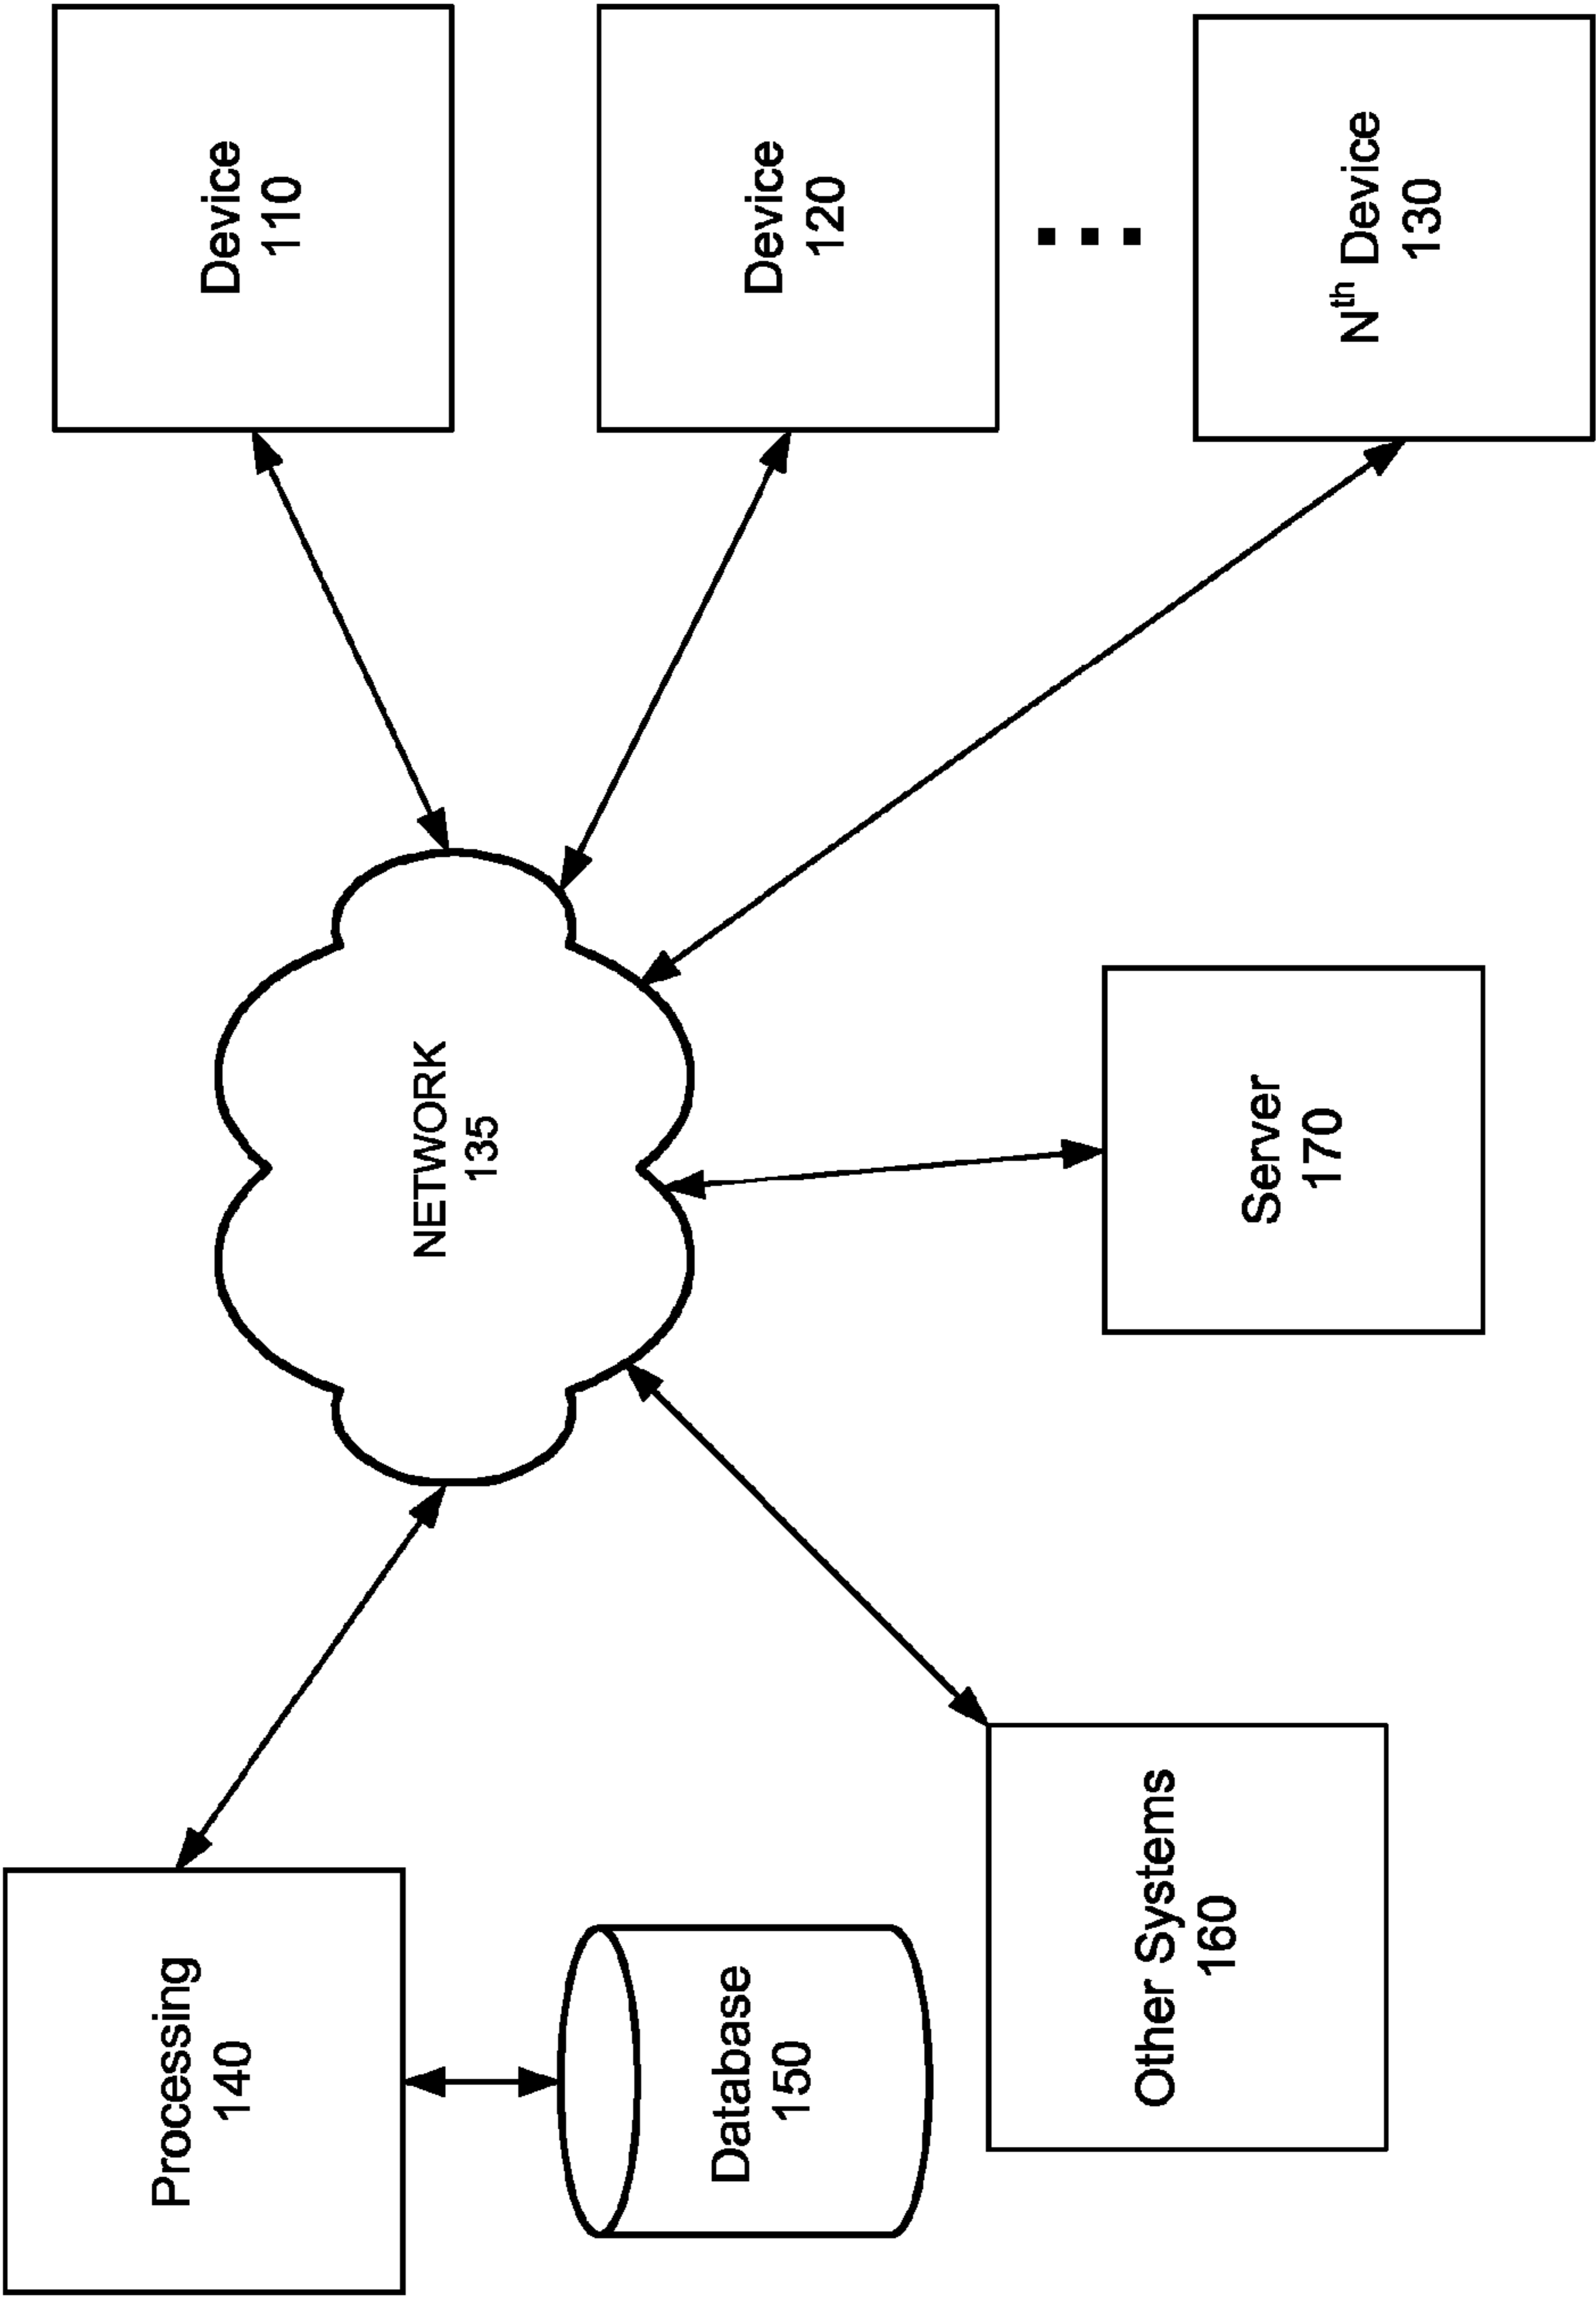 Processing
140
Database
150
Other Systems
160
NETWORK
135
Server
170
Device
110
Device
120
Nth Device
130